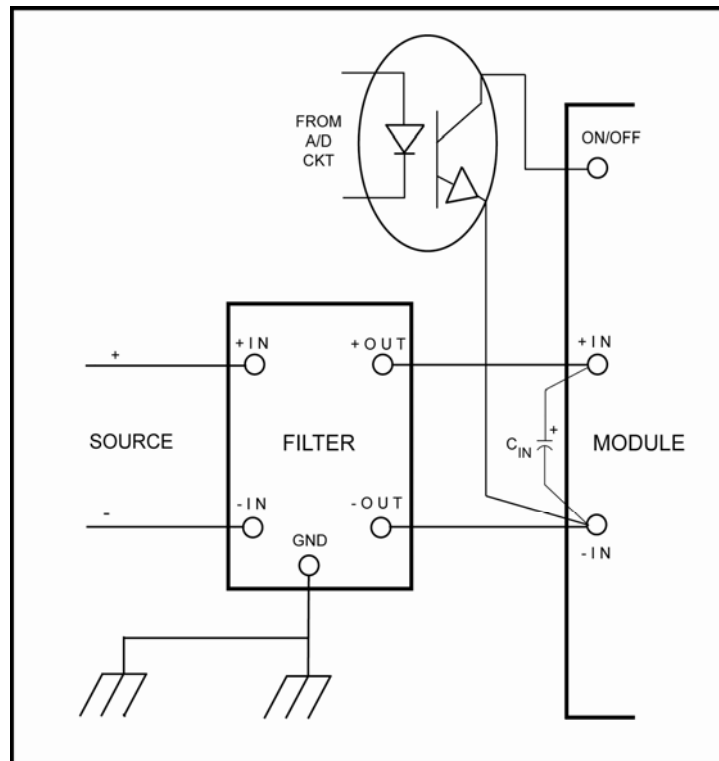 FROM
A/D
CKT
ON/OFF
+IN
+OUT
+IN
+
SOURCE
FILTER
C_IN
+
MODULE
-IN
-OUT
-
GND
-IN